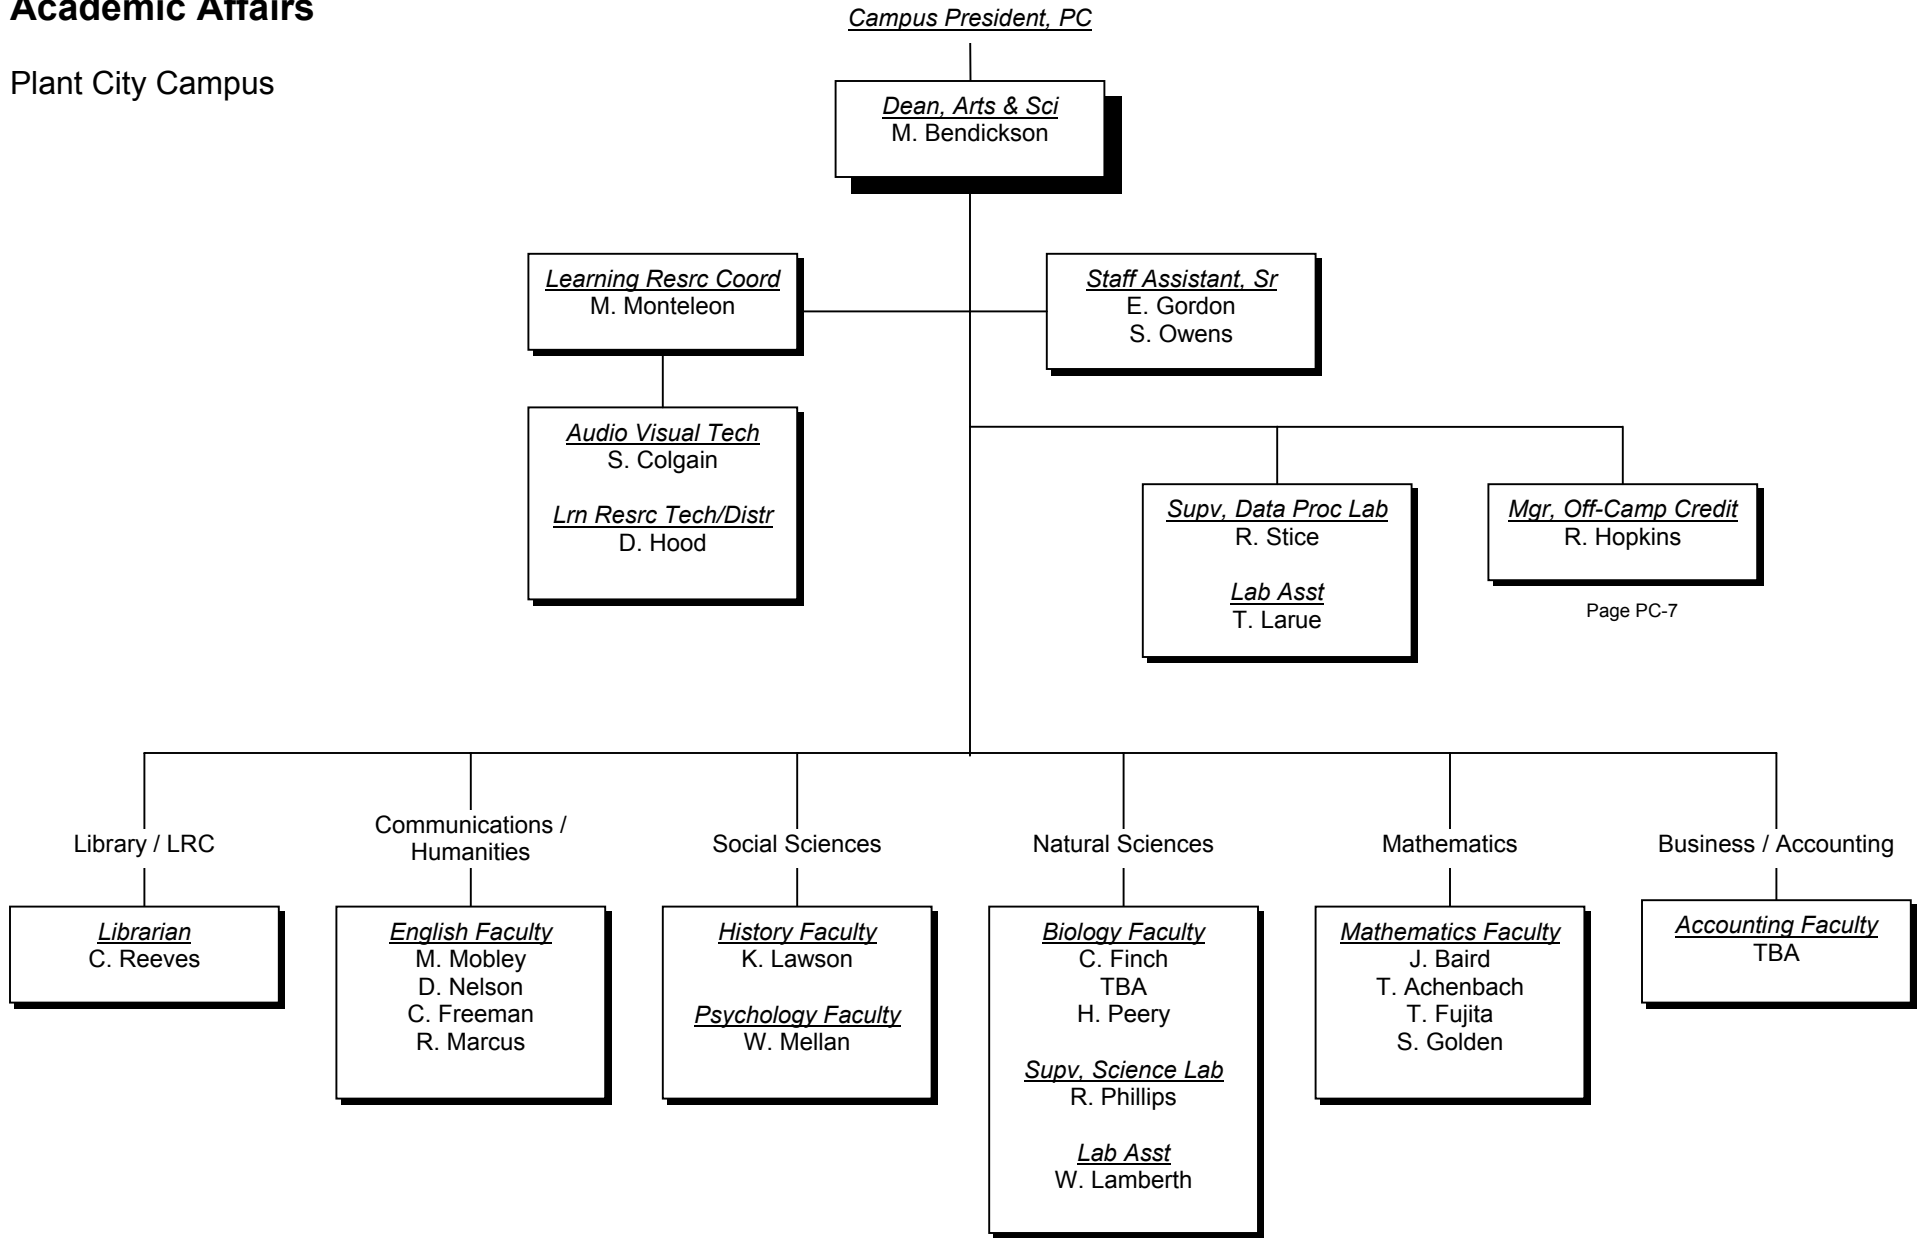 Academic Affairs
Plant City Campus
Campus President, PC
Dean, Arts & Sci
M. Bendickson
Learning Resrc Coord
M. Monteleon
Staff Assistant, Sr
E. Gordon
S. Owens
Audio Visual Tech
S. Colgain
Lrn Resrc Tech/Distr
D. Hood
Supv, Data Proc Lab
R. Stice
Lab Asst
T. Larue
Mgr, Off-Camp Credit
R. Hopkins
Page PC-7
Library / LRC
Librarian
C. Reeves
Communications /
Humanities
English Faculty
M. Mobley
D. Nelson
C. Freeman
R. Marcus
Social Sciences
History Faculty
K. Lawson
Psychology Faculty
W. Mellan
Natural Sciences
Biology Faculty
C. Finch
TBA
H. Peery
Supv, Science Lab
R. Phillips
Lab Asst
W. Lamberth
Mathematics
Mathematics Faculty
J. Baird
T. Achenbach
T. Fujita
S. Golden
Business / Accounting
Accounting Faculty
TBA